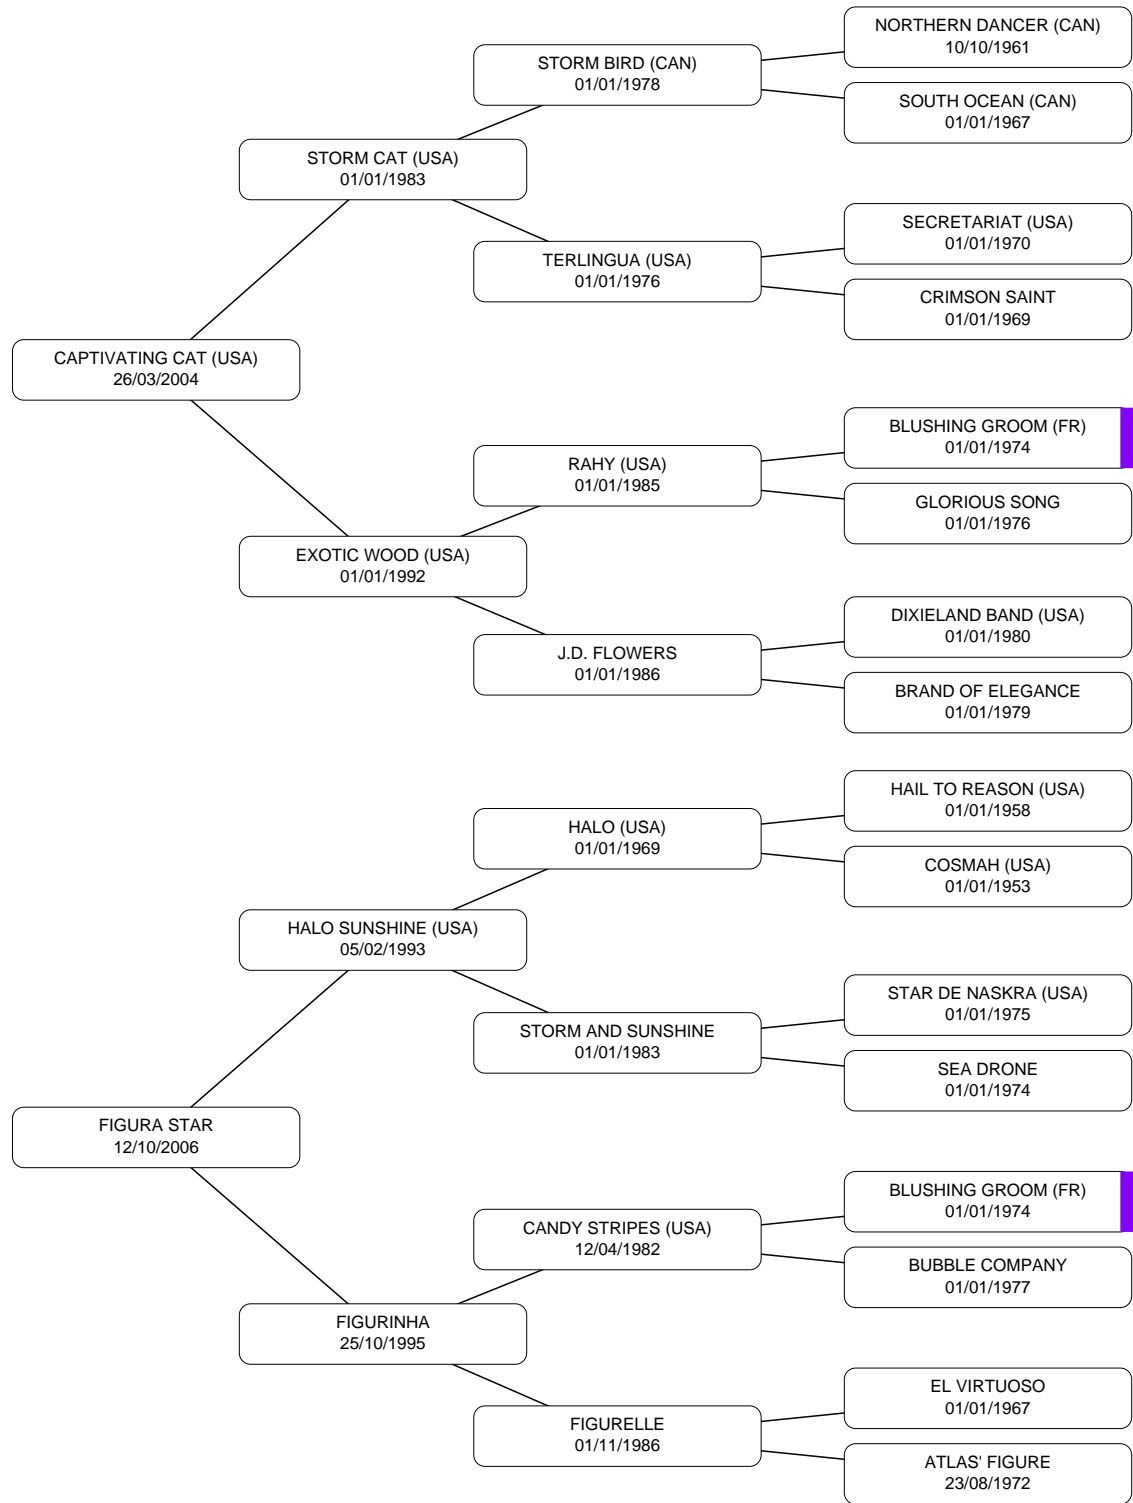 NORTHERN DANCER (CAN)
10/10/1961
STORM BIRD (CAN)
01/01/1978
SOUTH OCEAN (CAN)
01/01/1967
STORM CAT (USA)
01/01/1983
SECRETARIAT (USA)
01/01/1970
TERLINGUA (USA)
01/01/1976
CRIMSON SAINT
01/01/1969
CAPTIVATING CAT (USA)
26/03/2004
BLUSHING GROOM (FR)
01/01/1974
RAHY (USA)
01/01/1985
GLORIOUS SONG
01/01/1976
EXOTIC WOOD (USA)
01/01/1992
DIXIELAND BAND (USA)
01/01/1980
J.D. FLOWERS
01/01/1986
BRAND OF ELEGANCE
01/01/1979
HAIL TO REASON (USA)
01/01/1958
HALO (USA)
01/01/1969
COSMAH (USA)
01/01/1953
HALO SUNSHINE (USA)
05/02/1993
STAR DE NASKRA (USA)
01/01/1975
STORM AND SUNSHINE
01/01/1983
SEA DRONE
01/01/1974
FIGURA STAR
12/10/2006
BLUSHING GROOM (FR)
01/01/1974
CANDY STRIPES (USA)
12/04/1982
BUBBLE COMPANY
01/01/1977
FIGURINHA
25/10/1995
EL VIRTUOSO
01/01/1967
FIGURELLE
01/11/1986
ATLAS' FIGURE
23/08/1972